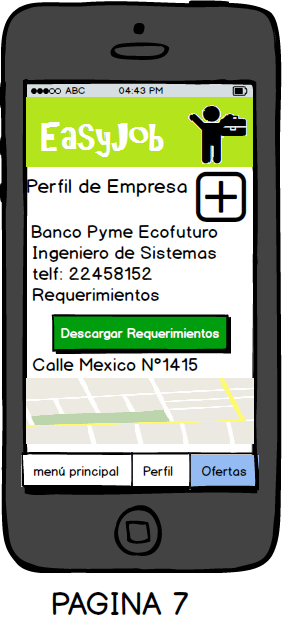 ABC 04:43 PM
EasyJob
Perfil de Empresa
Banco Pyme Ecofuturo
Ingeniero de Sistemas
telf: 22458152
Requerimientos
Descargar Requerimientos
Calle Mexico N°1415
menú principal Perfil Ofertas
PAGINA 7